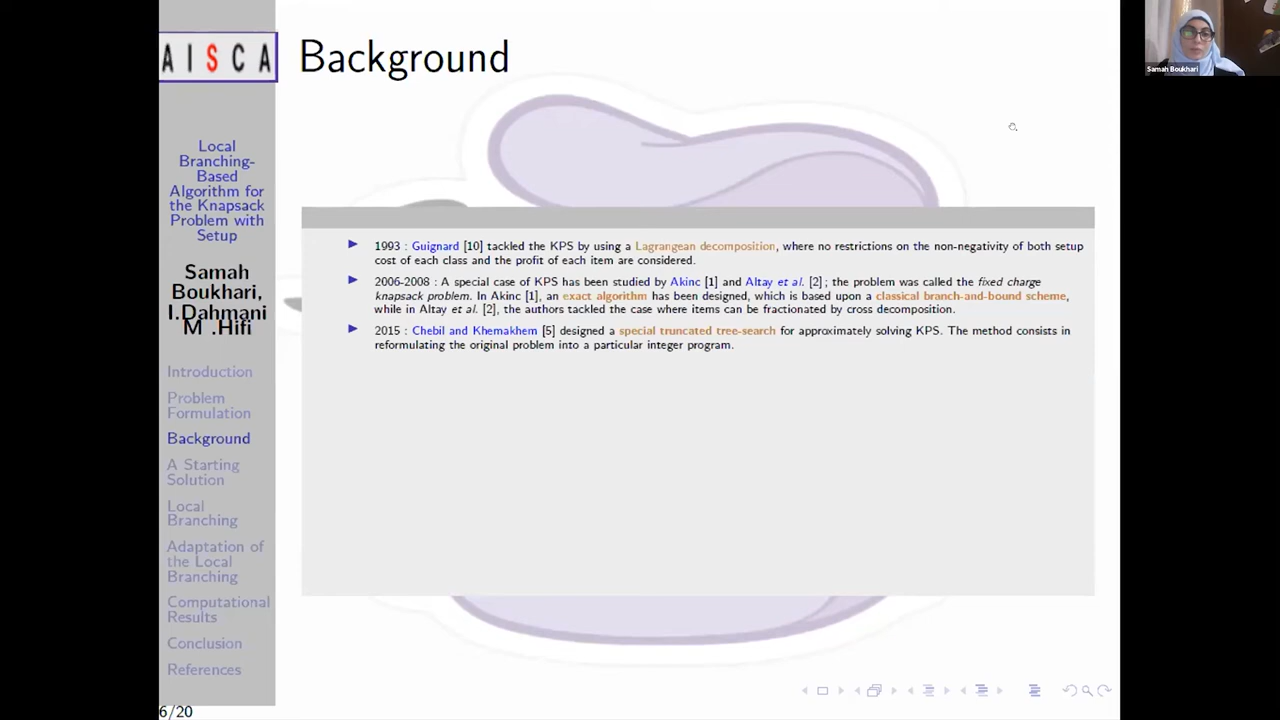 AISCA
Background
Samah Boukhari
Local
Branching-
Based
Algorithm for
the Knapsack
Problem with
Setup
Samah
Boukhari,
I.Dahmani
M .Hifi
Introduction
Problem
Formulation
Background
A Starting
Solution
Local
Branching
Adaptation of
the Local
Branching
Computational
Results
Conclusion
References
6/20
1993 : Guignard [10] tackled the KPS by using a Lagrangean decomposition, where no restrictions on the non-negativity of both setup
cost of each class and the profit of each item are considered.
2006-2008 : A special case of KPS has been studied by Akinc [1] and Altay et al. [2] ; the problem was called the fixed charge
knapsack problem. In Akinc [1], an exact algorithm has been designed, which is based upon a classical branch-and-bound scheme,
while in Altay et al. [2], the authors tackled the case where items can be fractionated by cross decomposition.
2015 : Chebil and Khemakhem [5] designed a special truncated tree-search for approximately solving KPS. The method consists in
reformulating the original problem into a particular integer program.